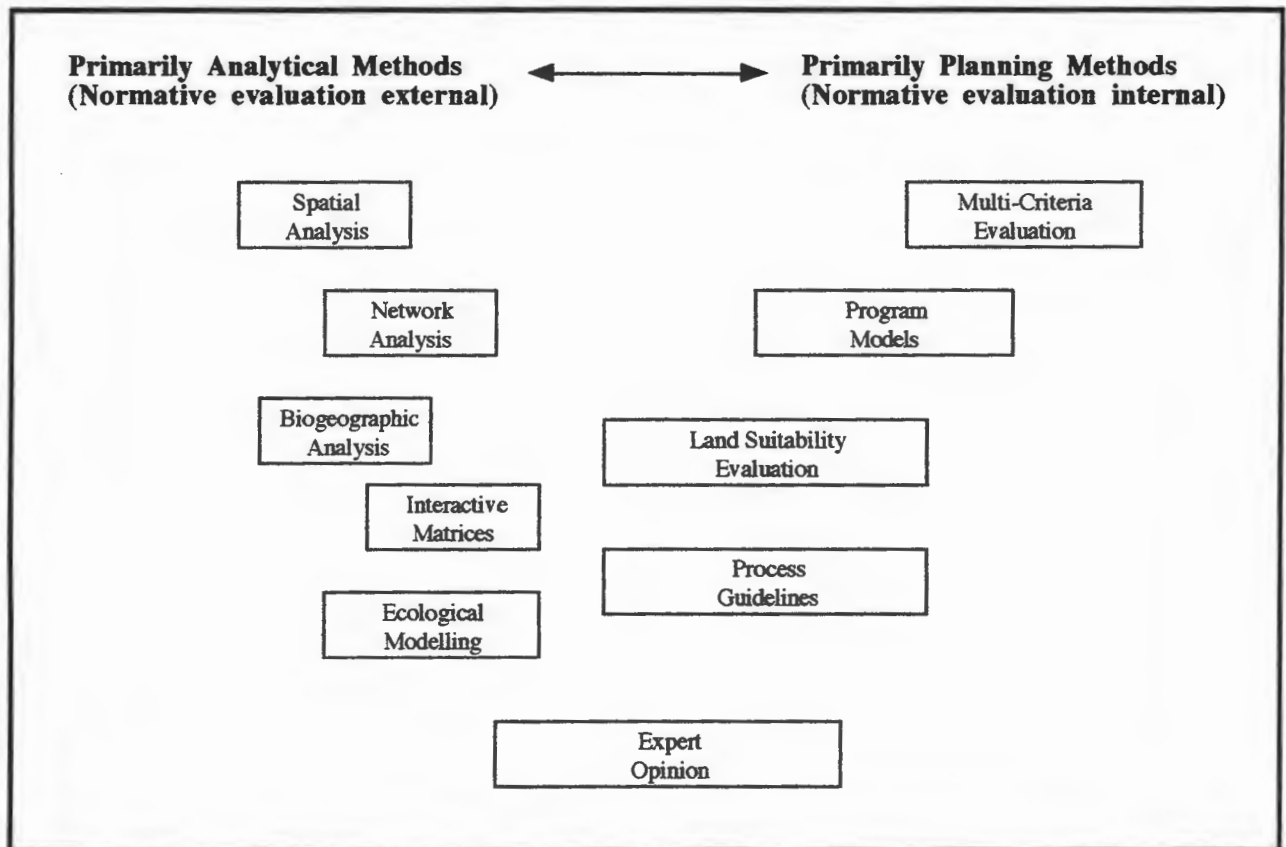 Primarily Analytical Methods
(Normative evaluation external)
Primarily Planning Methods
(Normative evaluation internal)
Spatial
Analysis
Multi-Criteria
Evaluation
Network
Analysis
Program
Models
Biogeographic
Analysis
Land Suitability
Evaluation
Interactive
Matrices
Process
Guidelines
Ecological
Modelling
Expert
Opinion